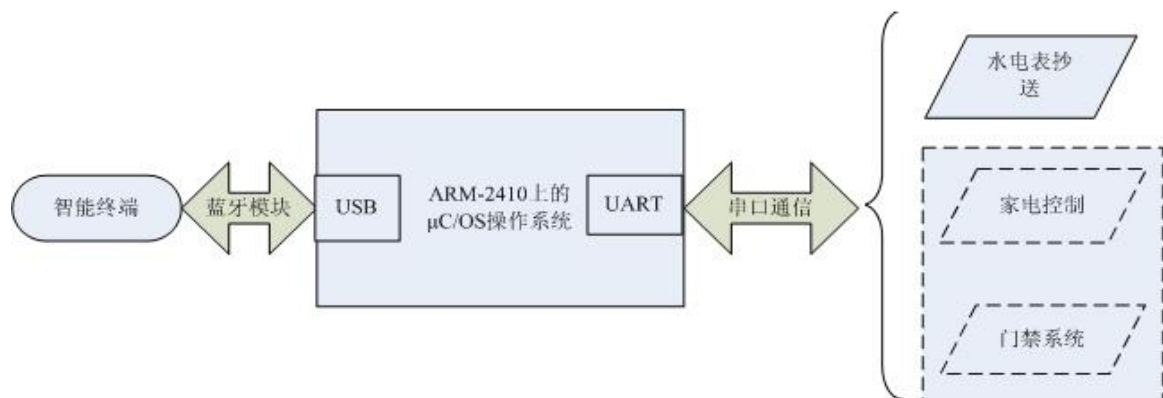 水电表抄
送
智能终端
蓝牙模块
USB
ARM-2410上的
μC/OS操作系统
UART
串口通信
家电控制
门禁系统